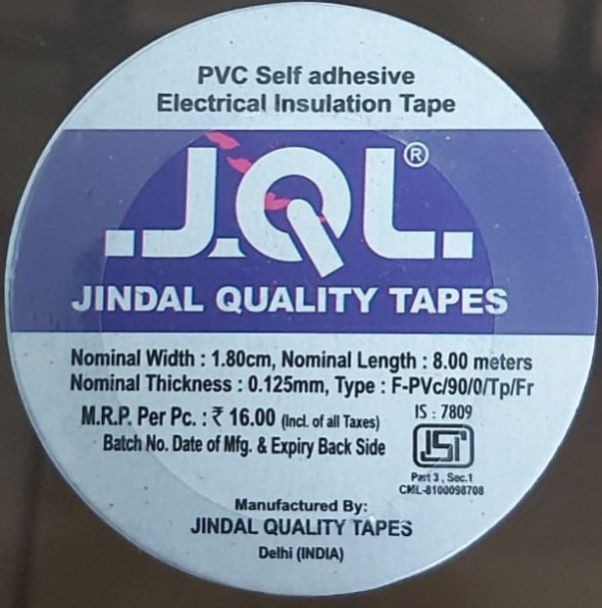 PVC Self adhesive
Electrical Insulation Tape
.J.QL.®
JINDAL QUALITY TAPES
Nominal Width : 1.80cm, Nominal Length : 8.00 meters
Nominal Thickness : 0.125mm, Type : F-PVc/90/0/Tp/Fr
M.R.P. Per Pc. : ₹ 16.00 (Incl. of all Taxes)
Batch No. Date of Mfg. & Expiry Back Side
IS : 7809
ISI
Part 3 , Sec.1
CML-8100098708
Manufactured By:
JINDAL QUALITY TAPES
Delhi (INDIA)